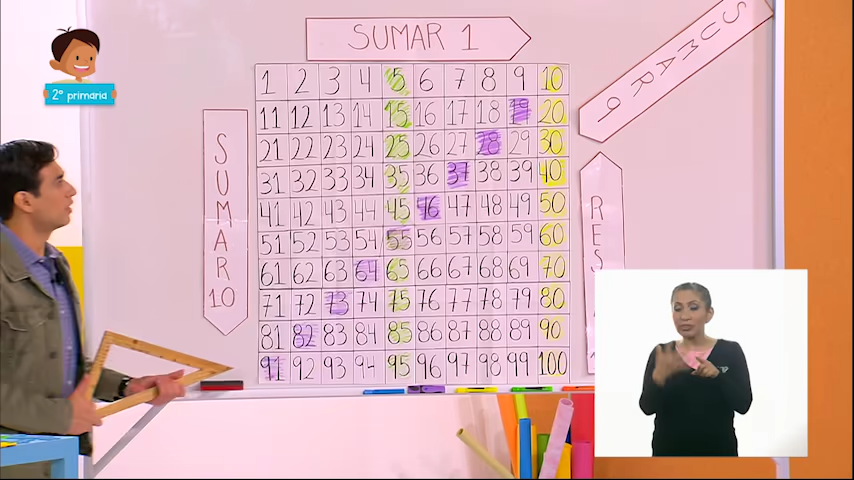 2º primaria
SUMAR 1
SUMAR 9
SUMAR 10
1 2 3 4 5 6 7 8 9 10
11 12 13 14 15 16 17 18 19 20
21 22 23 24 25 26 27 28 29 30
31 32 33 34 35 36 37 38 39 40
41 42 43 44 45 46 47 48 49 50
51 52 53 54 55 56 57 58 59 60
61 62 63 64 65 66 67 68 69 70
71 72 73 74 75 76 77 78 79 80
81 82 83 84 85 86 87 88 89 90
91 92 93 94 95 96 97 98 99 100
RES